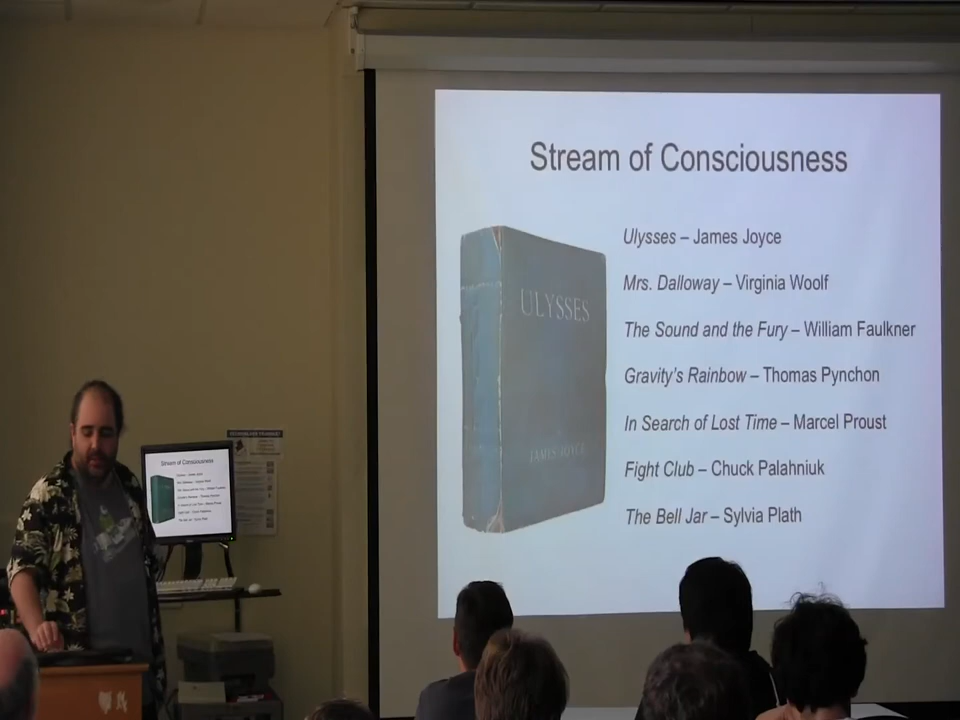 Stream of Consciousness
Ulysses – James Joyce
Mrs. Dalloway – Virginia Woolf
The Sound and the Fury – William Faulkner
Gravity's Rainbow – Thomas Pynchon
In Search of Lost Time – Marcel Proust
Fight Club – Chuck Palahniuk
The Bell Jar – Sylvia Plath
ULYSSES
JAMES JOYCE
Stream of Consciousness